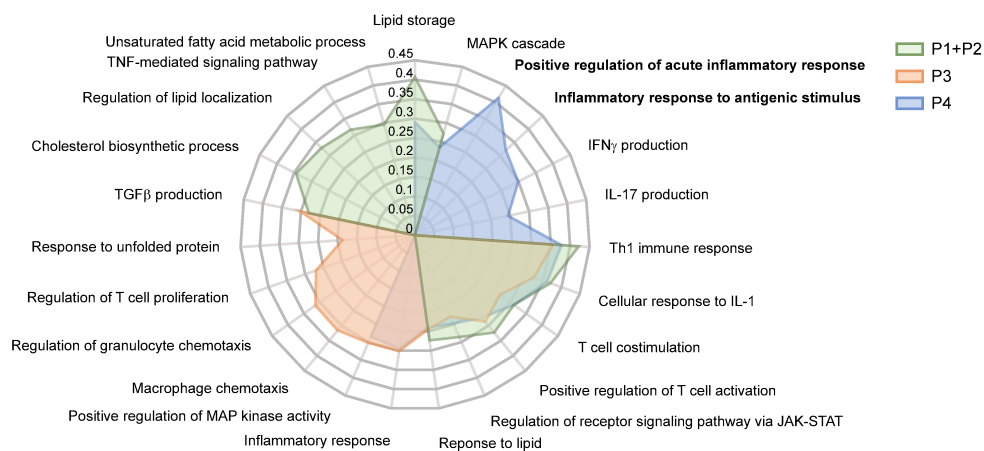 Lipid storage
MAPK cascade
Positive regulation of acute inflammatory response
Inflammatory response to antigenic stimulus
IFNγ production
IL-17 production
Th1 immune response
Cellular response to IL-1
T cell costimulation
Positive regulation of T cell activation
Regulation of receptor signaling pathway via JAK-STAT
Reponse to lipid
Inflammatory response
Positive regulation of MAP kinase activity
Macrophage chemotaxis
Regulation of granulocyte chemotaxis
Regulation of T cell proliferation
Response to unfolded protein
TGFβ production
Cholesterol biosynthetic process
Regulation of lipid localization
TNF-mediated signaling pathway
Unsaturated fatty acid metabolic process
0.45
0.4
0.35
0.3
0.25
0.2
0.15
0.1
0.05
0
P1+P2
P3
P4